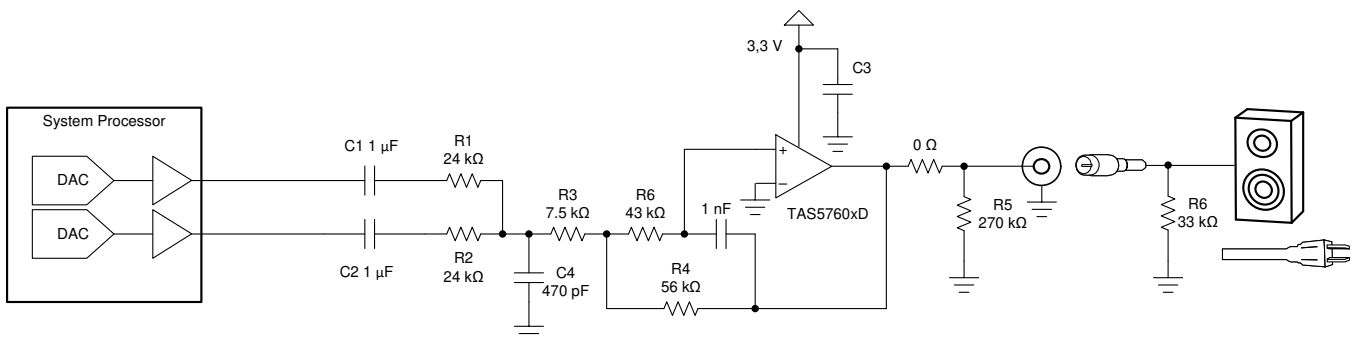 3,3 V
C3
System Processor
DAC
DAC
C1 1 µF
R1
24 kΩ
C2 1 µF
R2
24 kΩ
C4
470 pF
R3
7.5 kΩ
R6
43 kΩ
1 nF
R4
56 kΩ
+
–
TAS5760xD
0 Ω
R5
270 kΩ
R6
33 kΩ